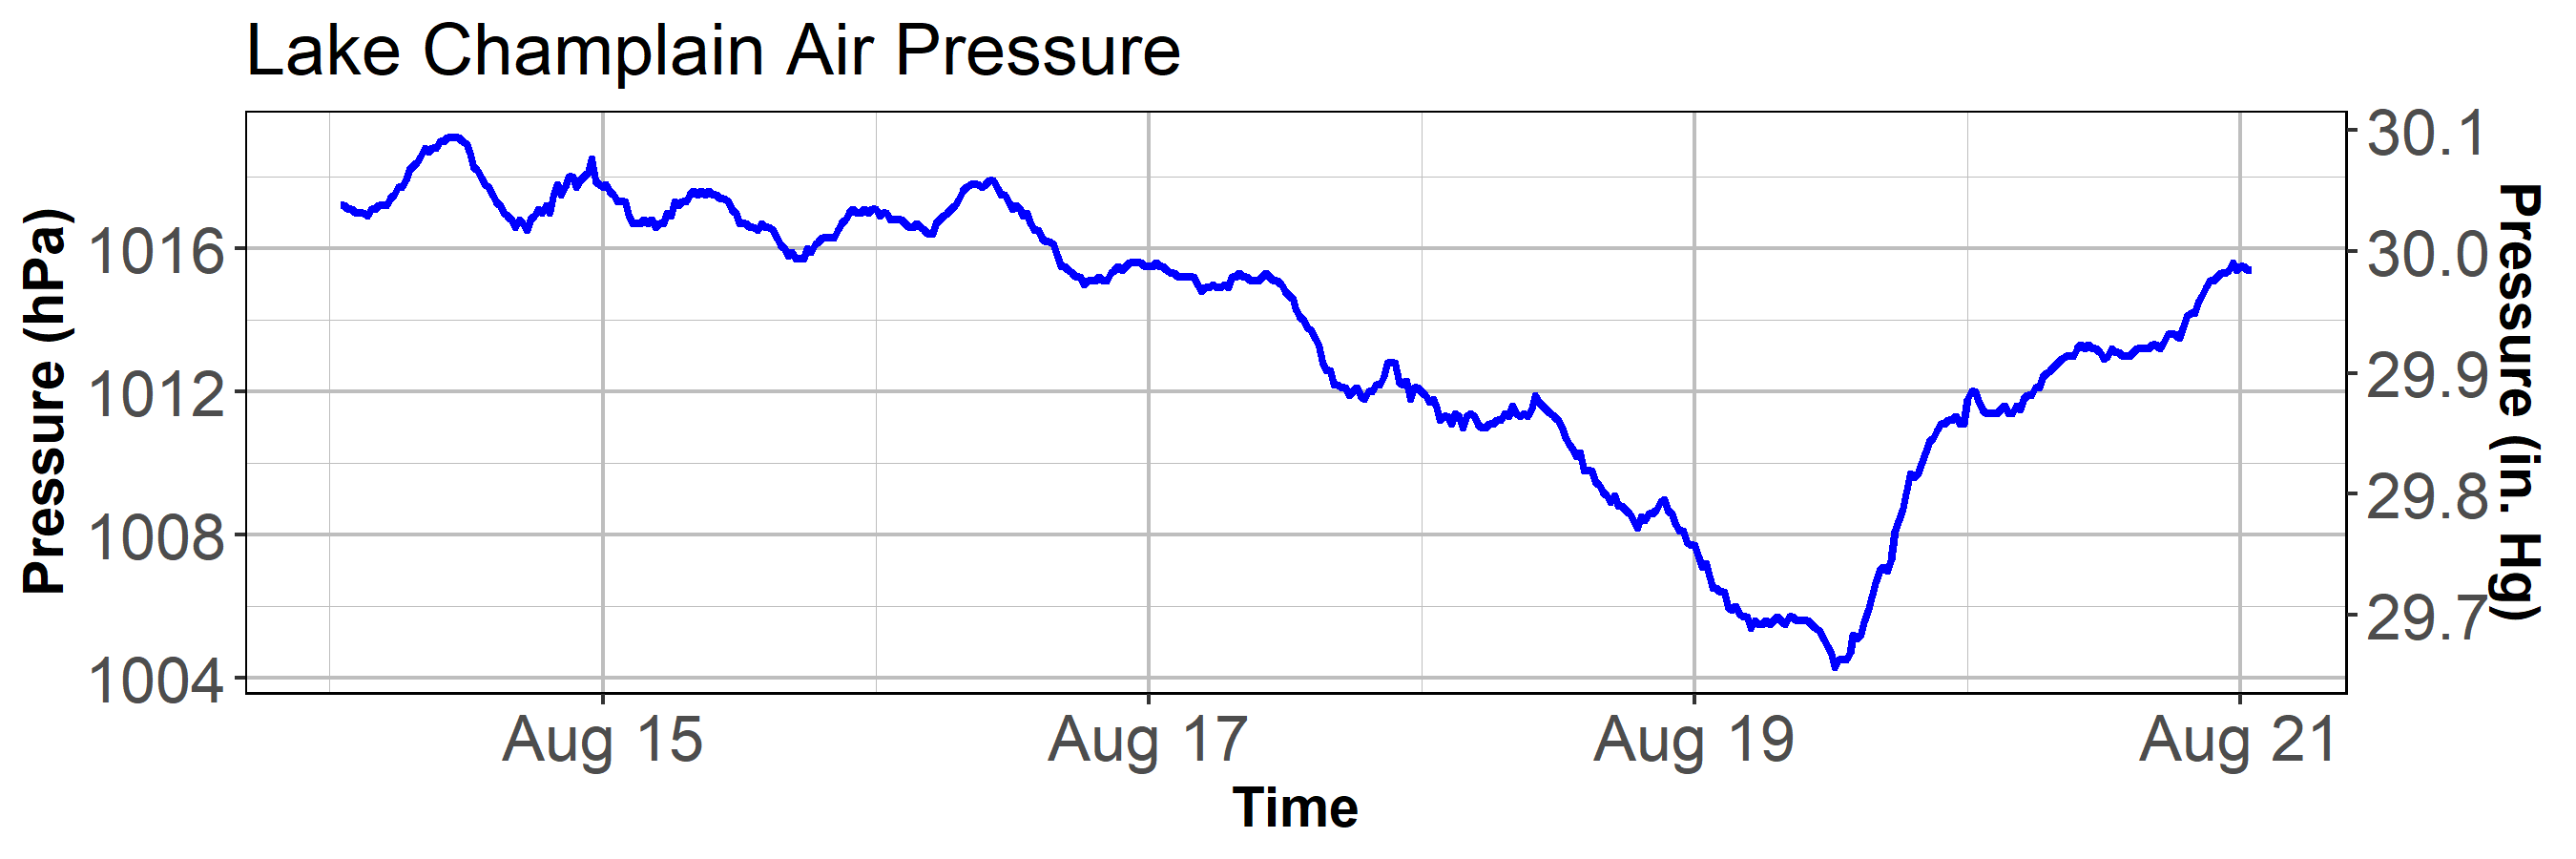 Lake Champlain Air Pressure
Pressure (hPa)
1016
1012
1008
1004
30.1
30.0
29.9
29.8
29.7
Pressure (in. Hg)
Aug 15
Aug 17
Aug 19
Aug 21
Time